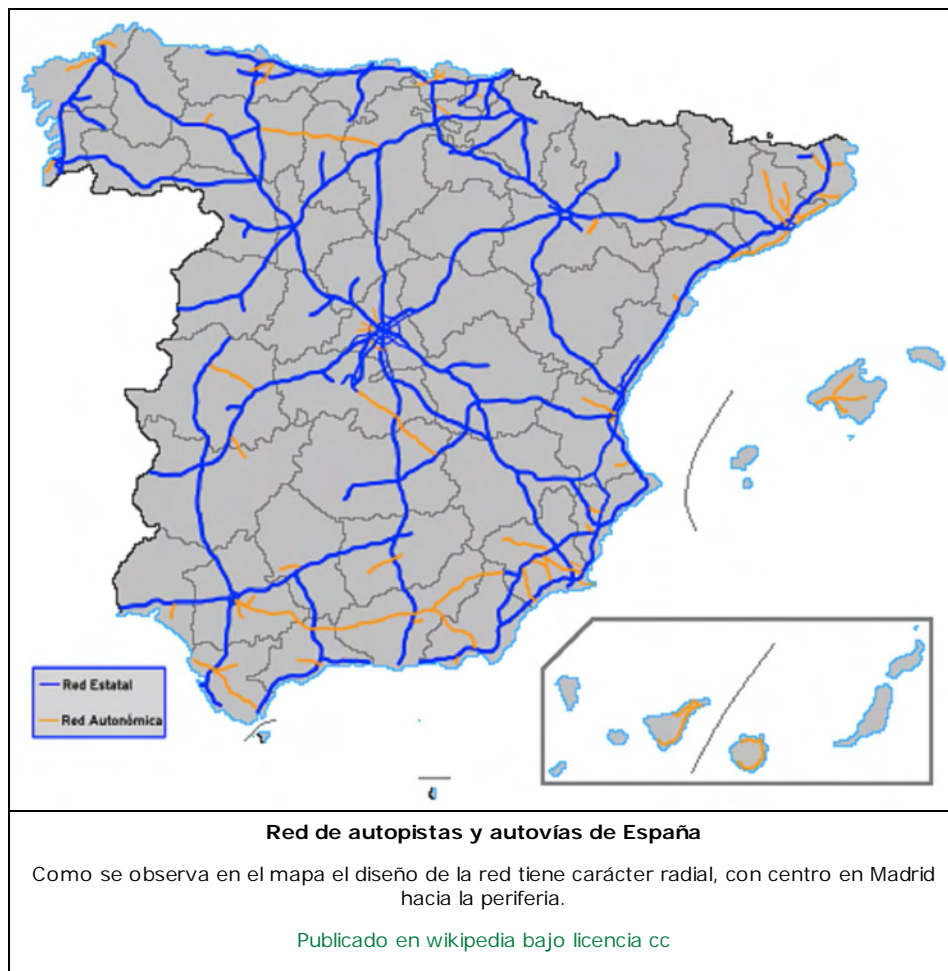 Red Estatal
Red Autonómica
Red de autopistas y autovías de España
Como se observa en el mapa el diseño de la red tiene carácter radial, con centro en Madrid
hacia la periferia.
Publicado en wikipedia bajo licencia cc